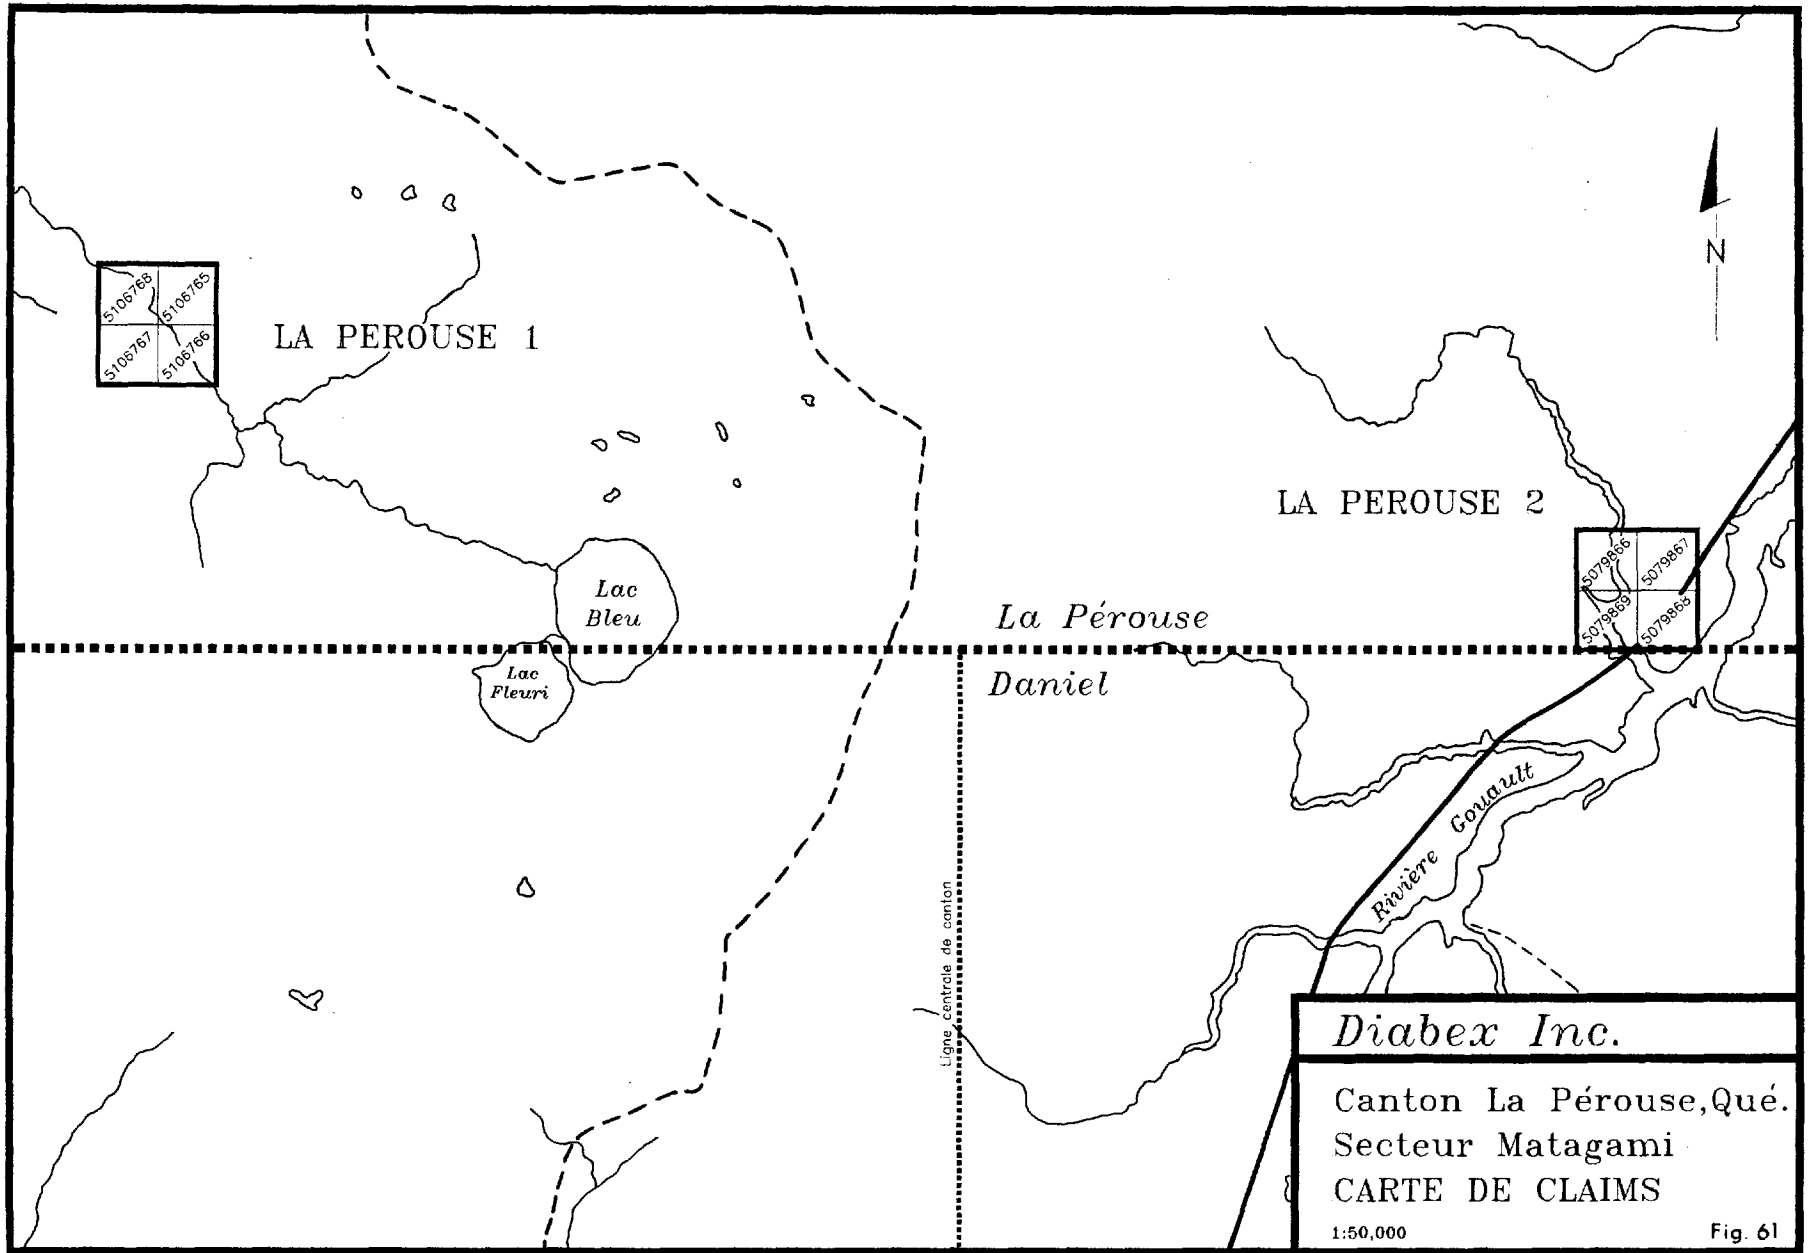 N
5106768
5106765
5106767
5106766
LA PEROUSE 1
LA PEROUSE 2
5079866
5079867
5079869
5079868
Lac
Bleu
La Pérouse
Lac
Fleuri
Daniel
Rivière Gouault
Ligne centrale de canton
Diabex Inc.
Canton La Pérouse,Qué.
Secteur Matagami
CARTE DE CLAIMS
1:50,000
Fig. 61